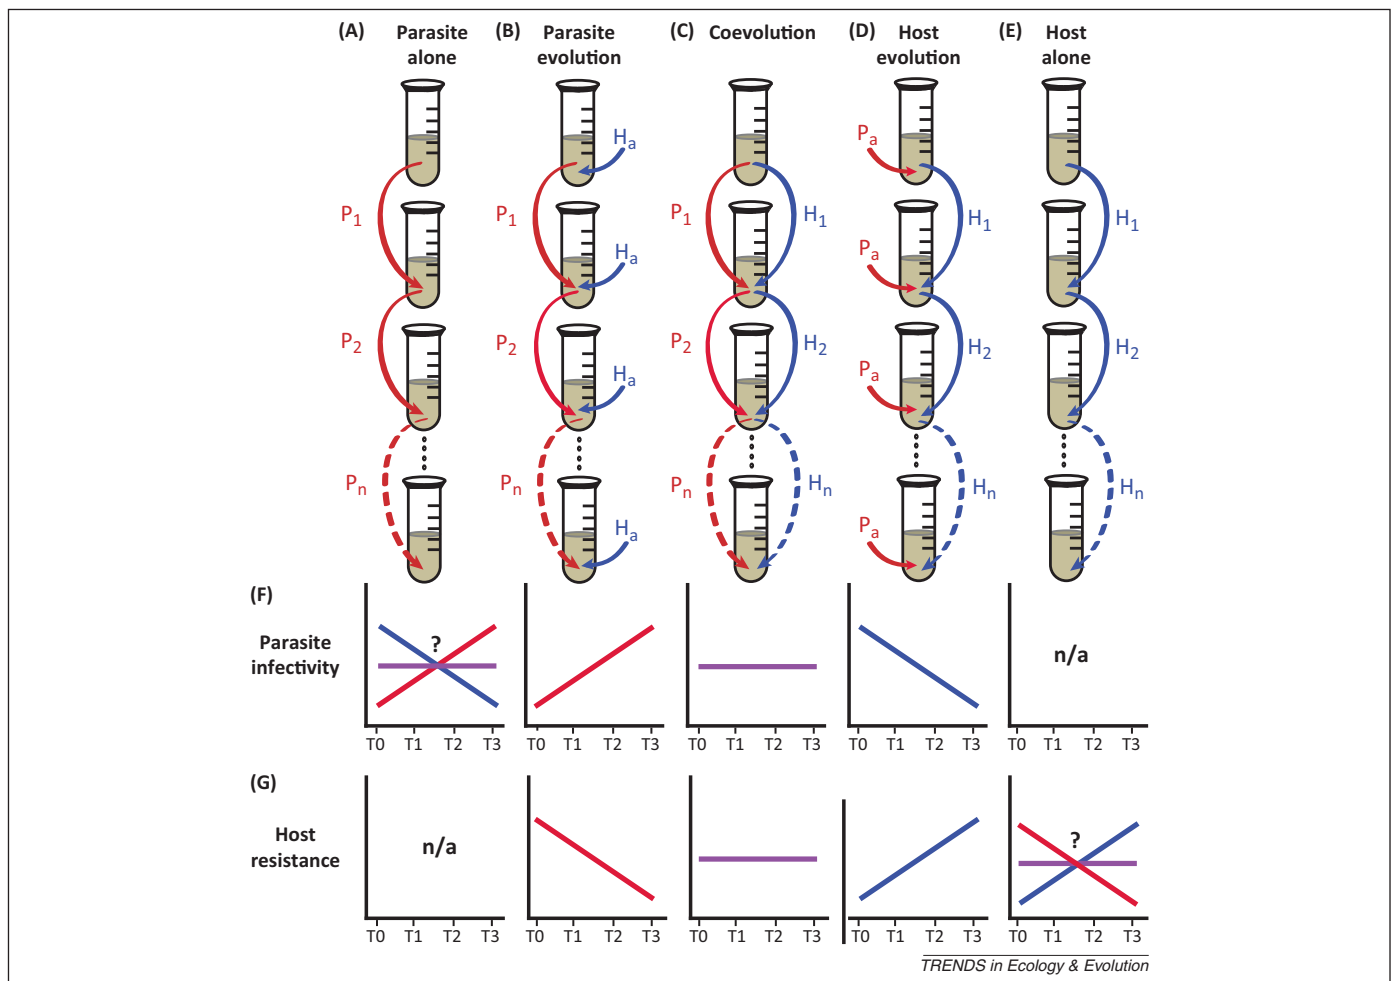 (A) Parasite alone
(B) Parasite evolution
(C) Coevolution
(D) Host evolution
(E) Host alone
P1
P2
Pn
Ha
P1
Ha
P2
Ha
Pn
Ha
P1 H1
P2 H2
Pn Hn
Pa
H1
Pa
H2
Pa
Hn
Pa
H1
H2
Hn
(F)
Parasite
infectivity
?
n/a
T0 T1 T2 T3 T0 T1 T2 T3 T0 T1 T2 T3 T0 T1 T2 T3 T0 T1 T2 T3
(G)
Host
resistance
n/a
?
T0 T1 T2 T3 T0 T1 T2 T3 T0 T1 T2 T3 T0 T1 T2 T3 T0 T1 T2 T3
TRENDS in Ecology & Evolution